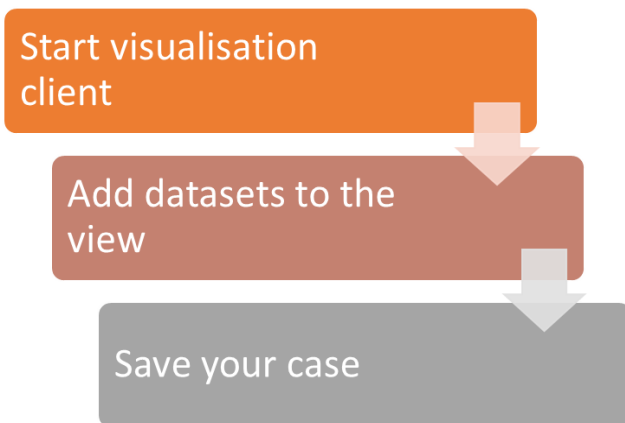 Start visualisation
client
Add datasets to the
view
Save your case